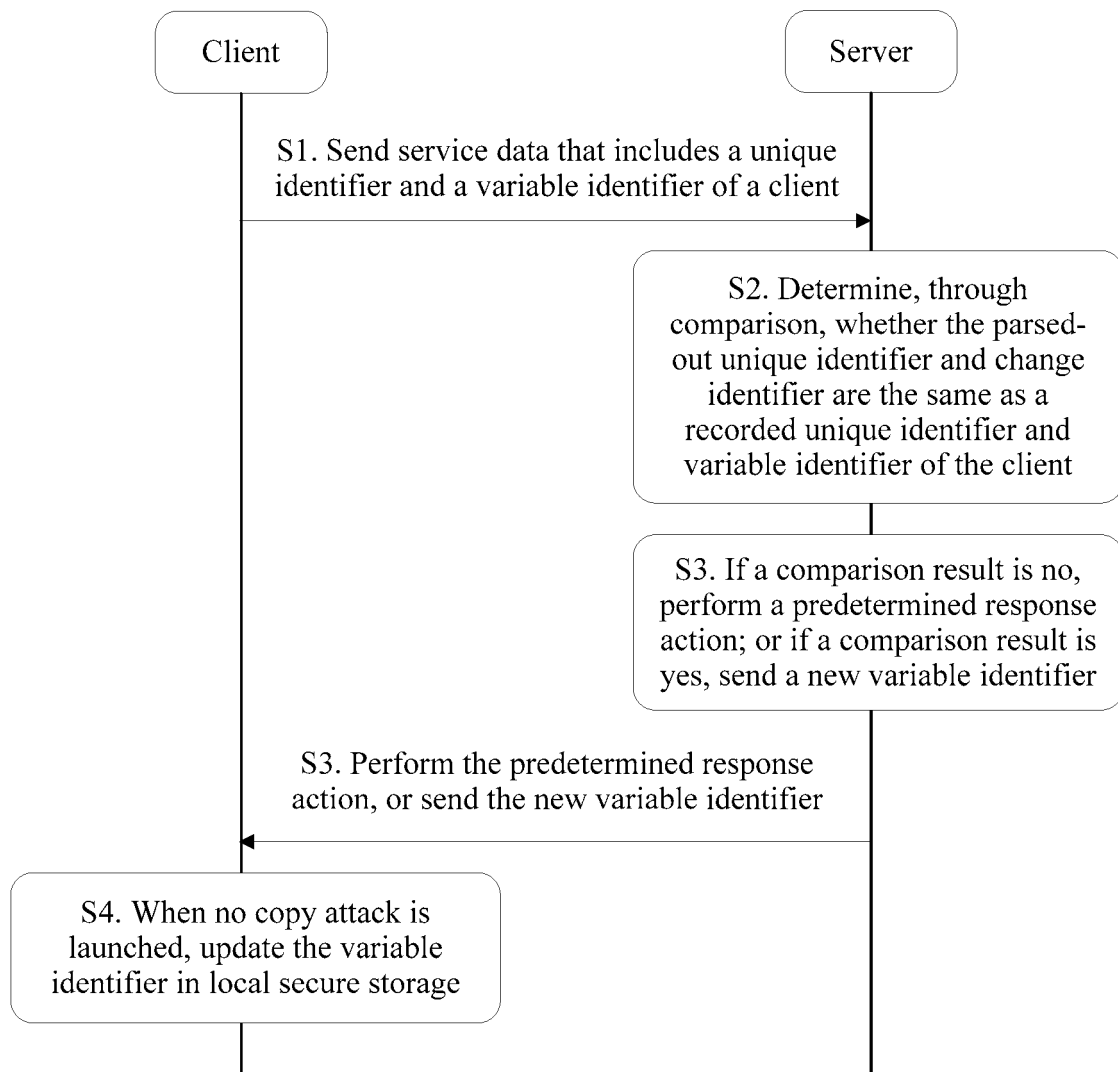 Client
Server
S1. Send service data that includes a unique
identifier and a variable identifier of a client
S2. Determine, through
comparison, whether the parsed-
out unique identifier and change
identifier are the same as a
recorded unique identifier and
variable identifier of the client
S3. If a comparison result is no,
perform a predetermined response
action; or if a comparison result is
yes, send a new variable identifier
S3. Perform the predetermined response
action, or send the new variable identifier
S4. When no copy attack is
launched, update the variable
identifier in local secure storage